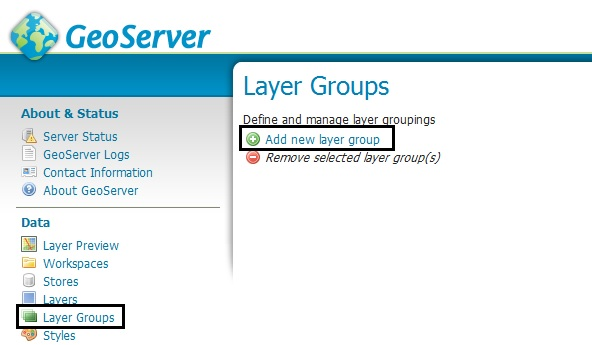 GeoServer
About & Status
Server Status
GeoServer Logs
Contact Information
About GeoServer
Data
Layer Preview
Workspaces
Stores
Layers
Layer Groups
Styles
Layer Groups
Define and manage layer groupings
Add new layer group
Remove selected layer group(s)